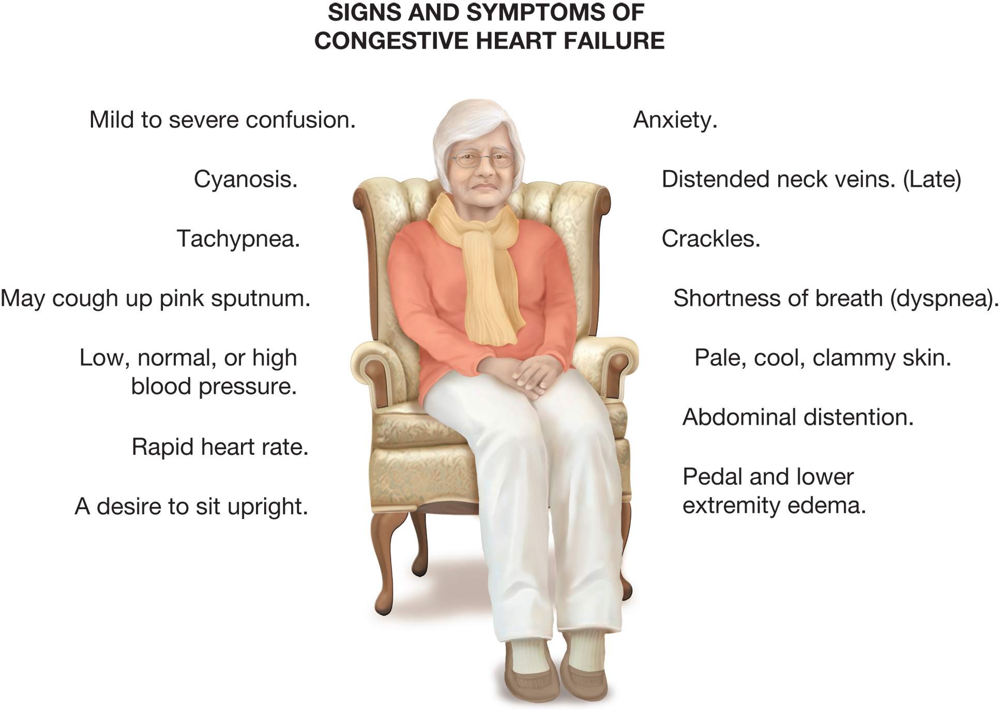 SIGNS AND SYMPTOMS OF
CONGESTIVE HEART FAILURE
Mild to severe confusion.
Cyanosis.
Tachypnea.
May cough up pink sputnum.
Low, normal, or high
blood pressure.
Rapid heart rate.
A desire to sit upright.
Anxiety.
Distended neck veins. (Late)
Crackles.
Shortness of breath (dyspnea).
Pale, cool, clammy skin.
Abdominal distention.
Pedal and lower
extremity edema.